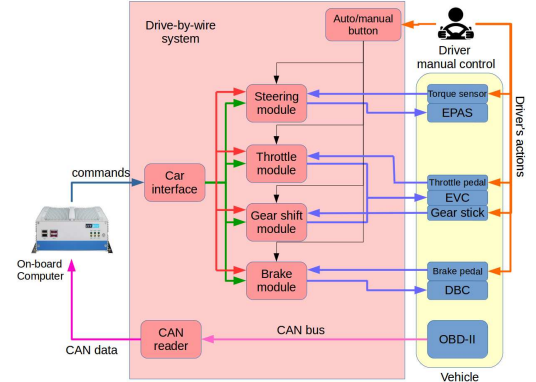 Drive-by-wire
system
Auto/manual
button
Driver
manual control
Driver's actions
Steering
module
Torque sensor
EPAS
commands
Car
interface
Throttle
module
Throttle pedal
EVC
Gear stick
Gear shift
module
On-board
Computer
Brake
module
Brake pedal
DBC
CAN data
CAN
reader
CAN bus
OBD-II
Vehicle